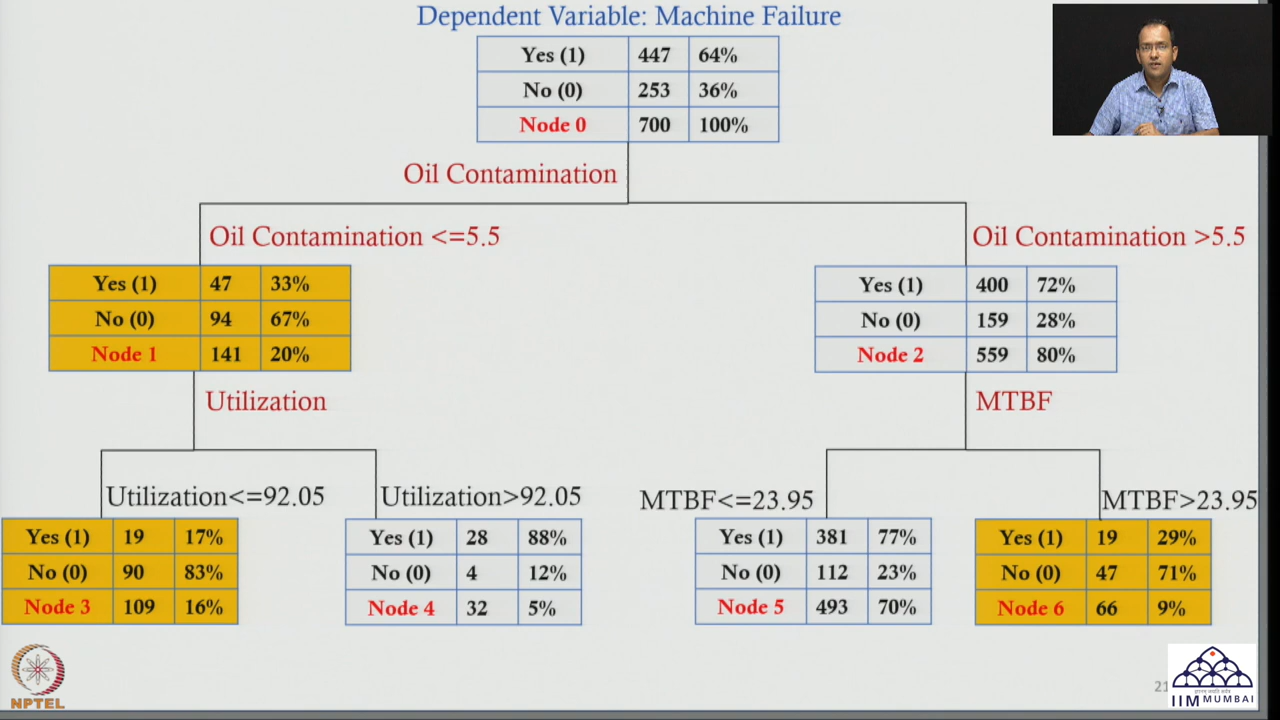 Dependent Variable: Machine Failure
Yes (1) 447 64%
No (0) 253 36%
Node 0 700 100%
Oil Contamination
Oil Contamination <=5.5
Oil Contamination >5.5
Yes (1) 47 33%
No (0) 94 67%
Node 1 141 20%
Yes (1) 400 72%
No (0) 159 28%
Node 2 559 80%
Utilization
MTBF
Utilization<=92.05
Utilization>92.05
MTBF<=23.95
MTBF>23.95
Yes (1) 19 17%
No (0) 90 83%
Node 3 109 16%
Yes (1) 28 88%
No (0) 4 12%
Node 4 32 5%
Yes (1) 381 77%
No (0) 112 23%
Node 5 493 70%
Yes (1) 19 29%
No (0) 47 71%
Node 6 66 9%
NPTEL
21
IIM MUMBAI